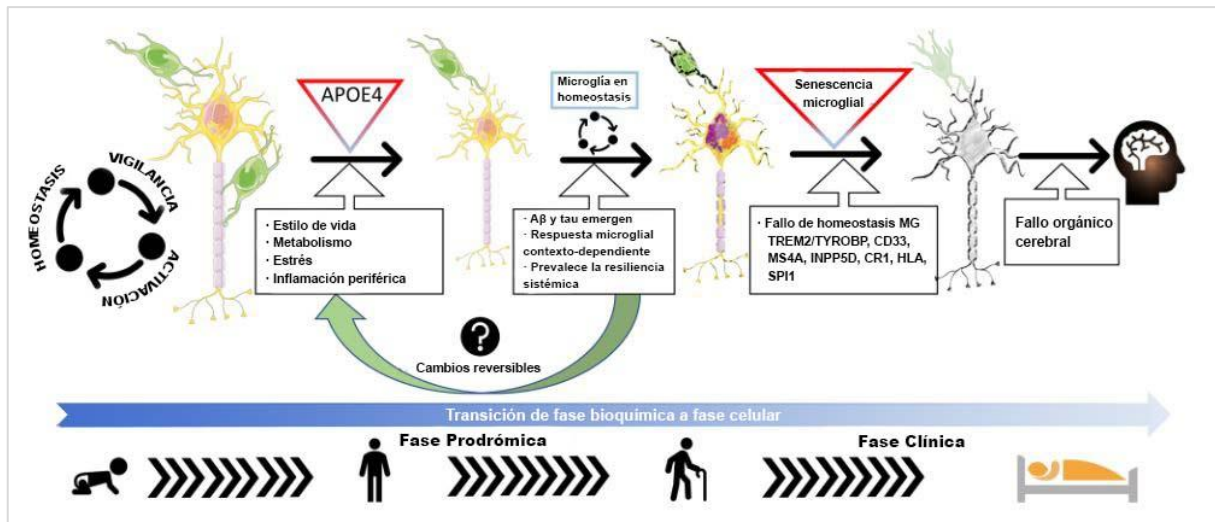 HOMEOSTASIS
VIGILANCIA
ACTIVACIÓN
APOE4
· Estilo de vida
· Metabolismo
· Estrés
· Inflamación periférica
Microglía en
homeostasis
· Aβ y tau emergen
· Respuesta microglial
contexto-dependiente
· Prevalece la resiliencia
sistémica
Senescencia
microglial
· Fallo de homeostasis MG
TREM2/TYROBP, CD33,
MS4A, INPP5D, CR1, HLA,
SPI1
Fallo orgánico
cerebral
?
Cambios reversibles
Transición de fase bioquímica a fase celular
Fase Prodrómica
Fase Clínica